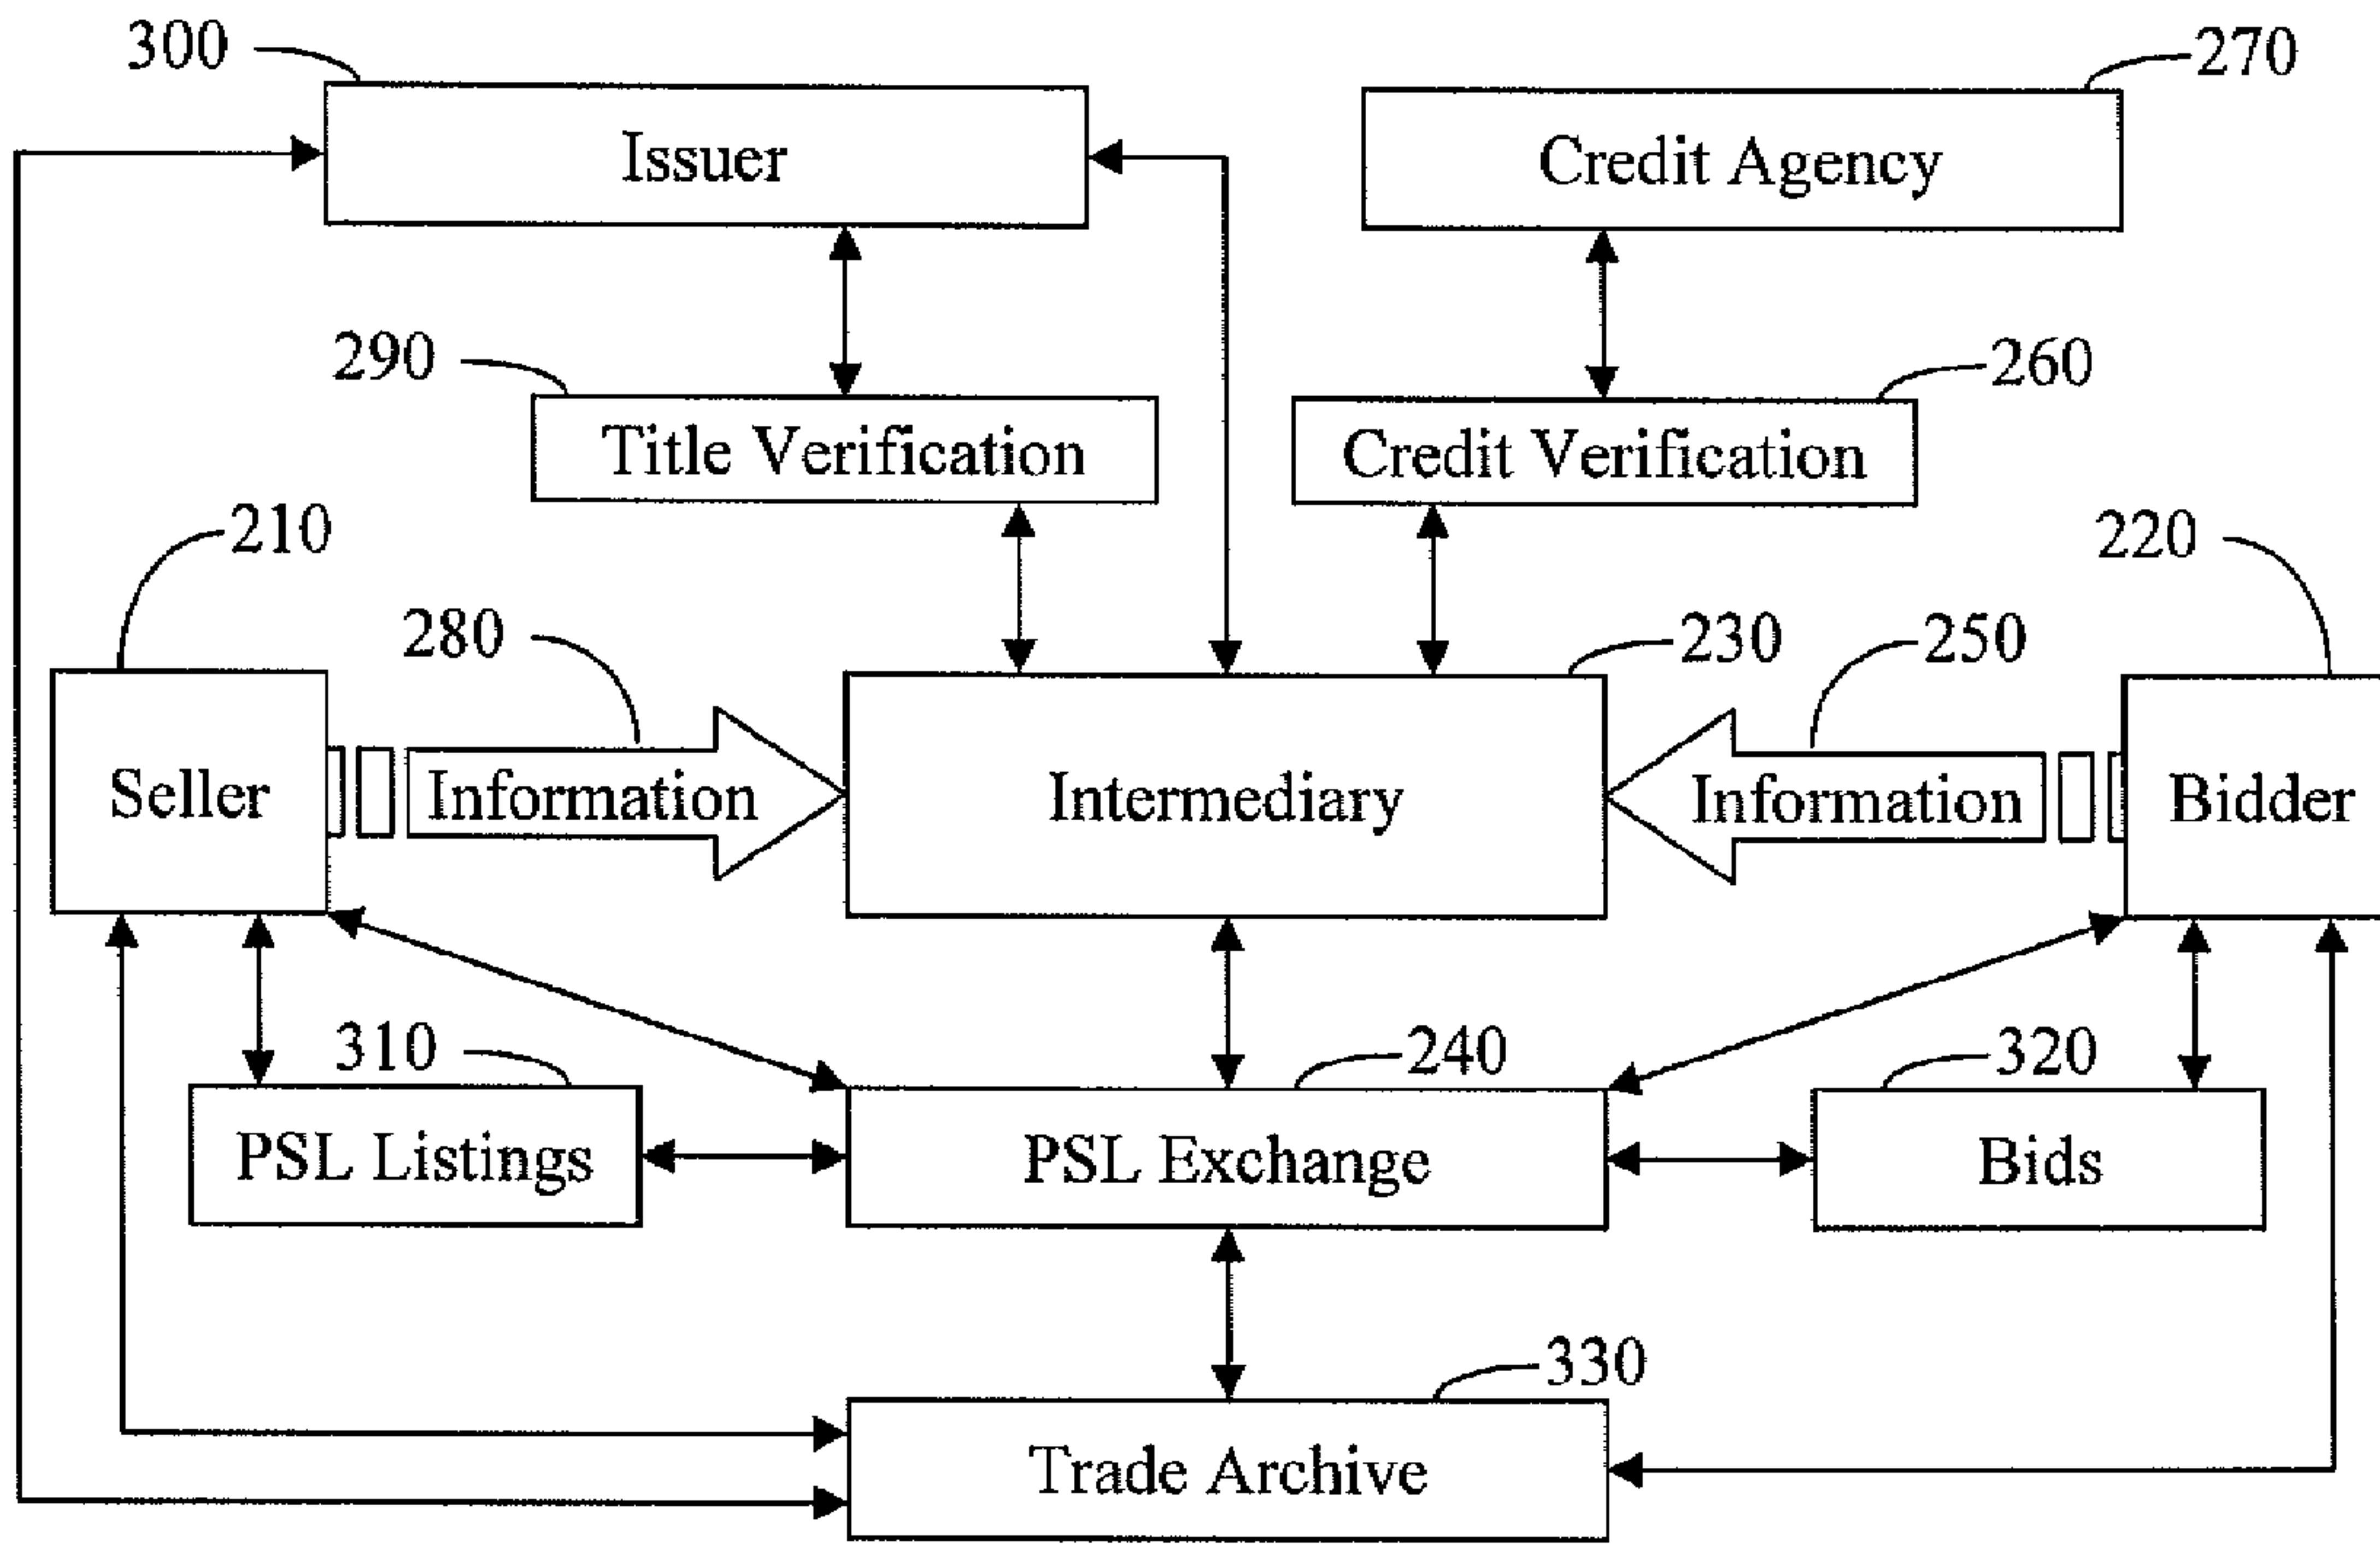 300
270
Issuer
Credit Agency
290
260
Title Verification
Credit Verification
210
220
280
230
250
Seller
Information
Intermediary
Information
Bidder
310
240
320
PSL Listings
PSL Exchange
Bids
330
Trade Archive